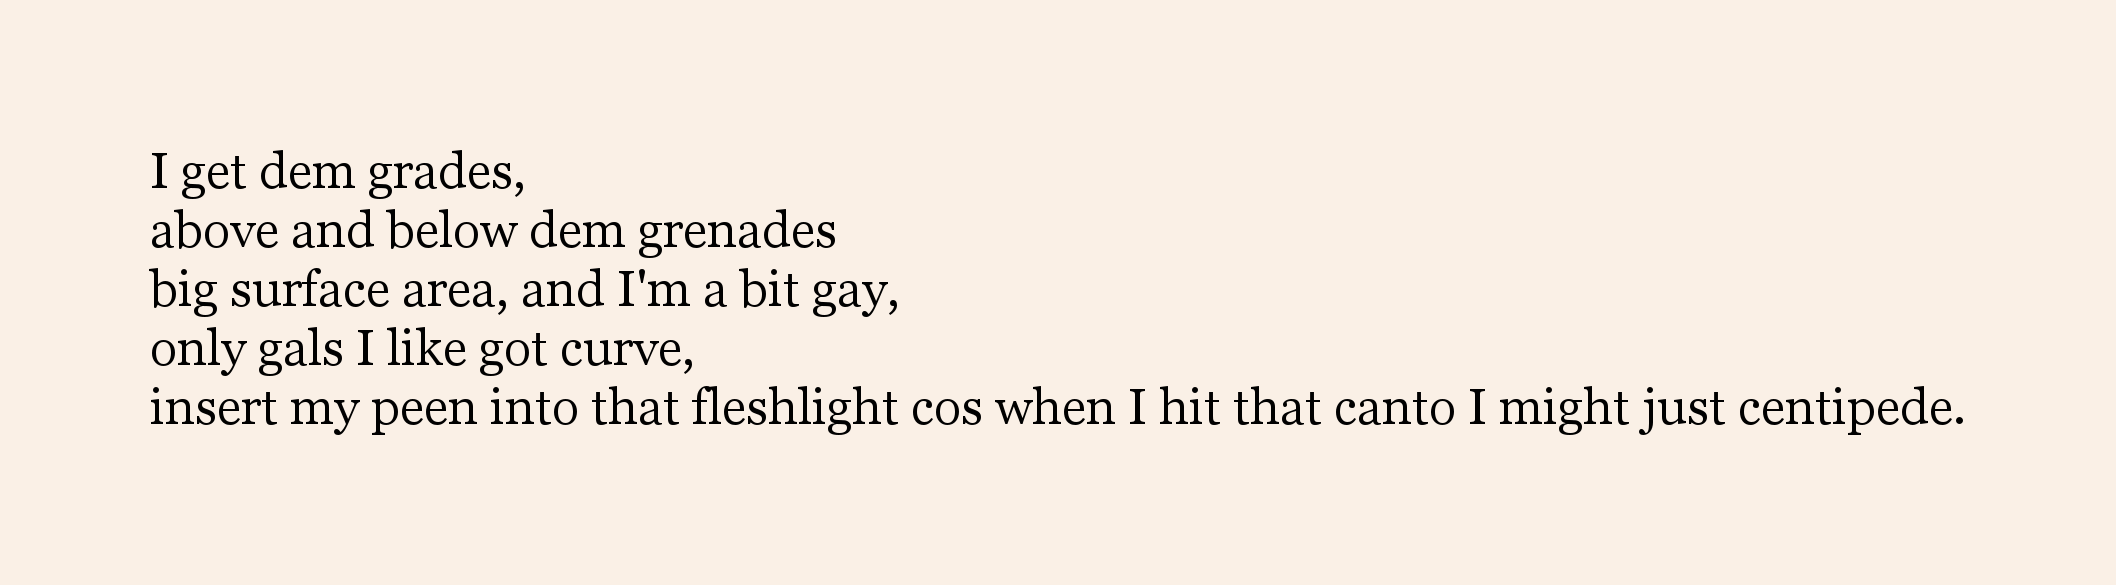 I get dem grades,
above and below dem grenades
big surface area, and I'm a bit gay,
only gals I like got curve,
insert my peen into that fleshlight cos when I hit that canto I might just centipede.